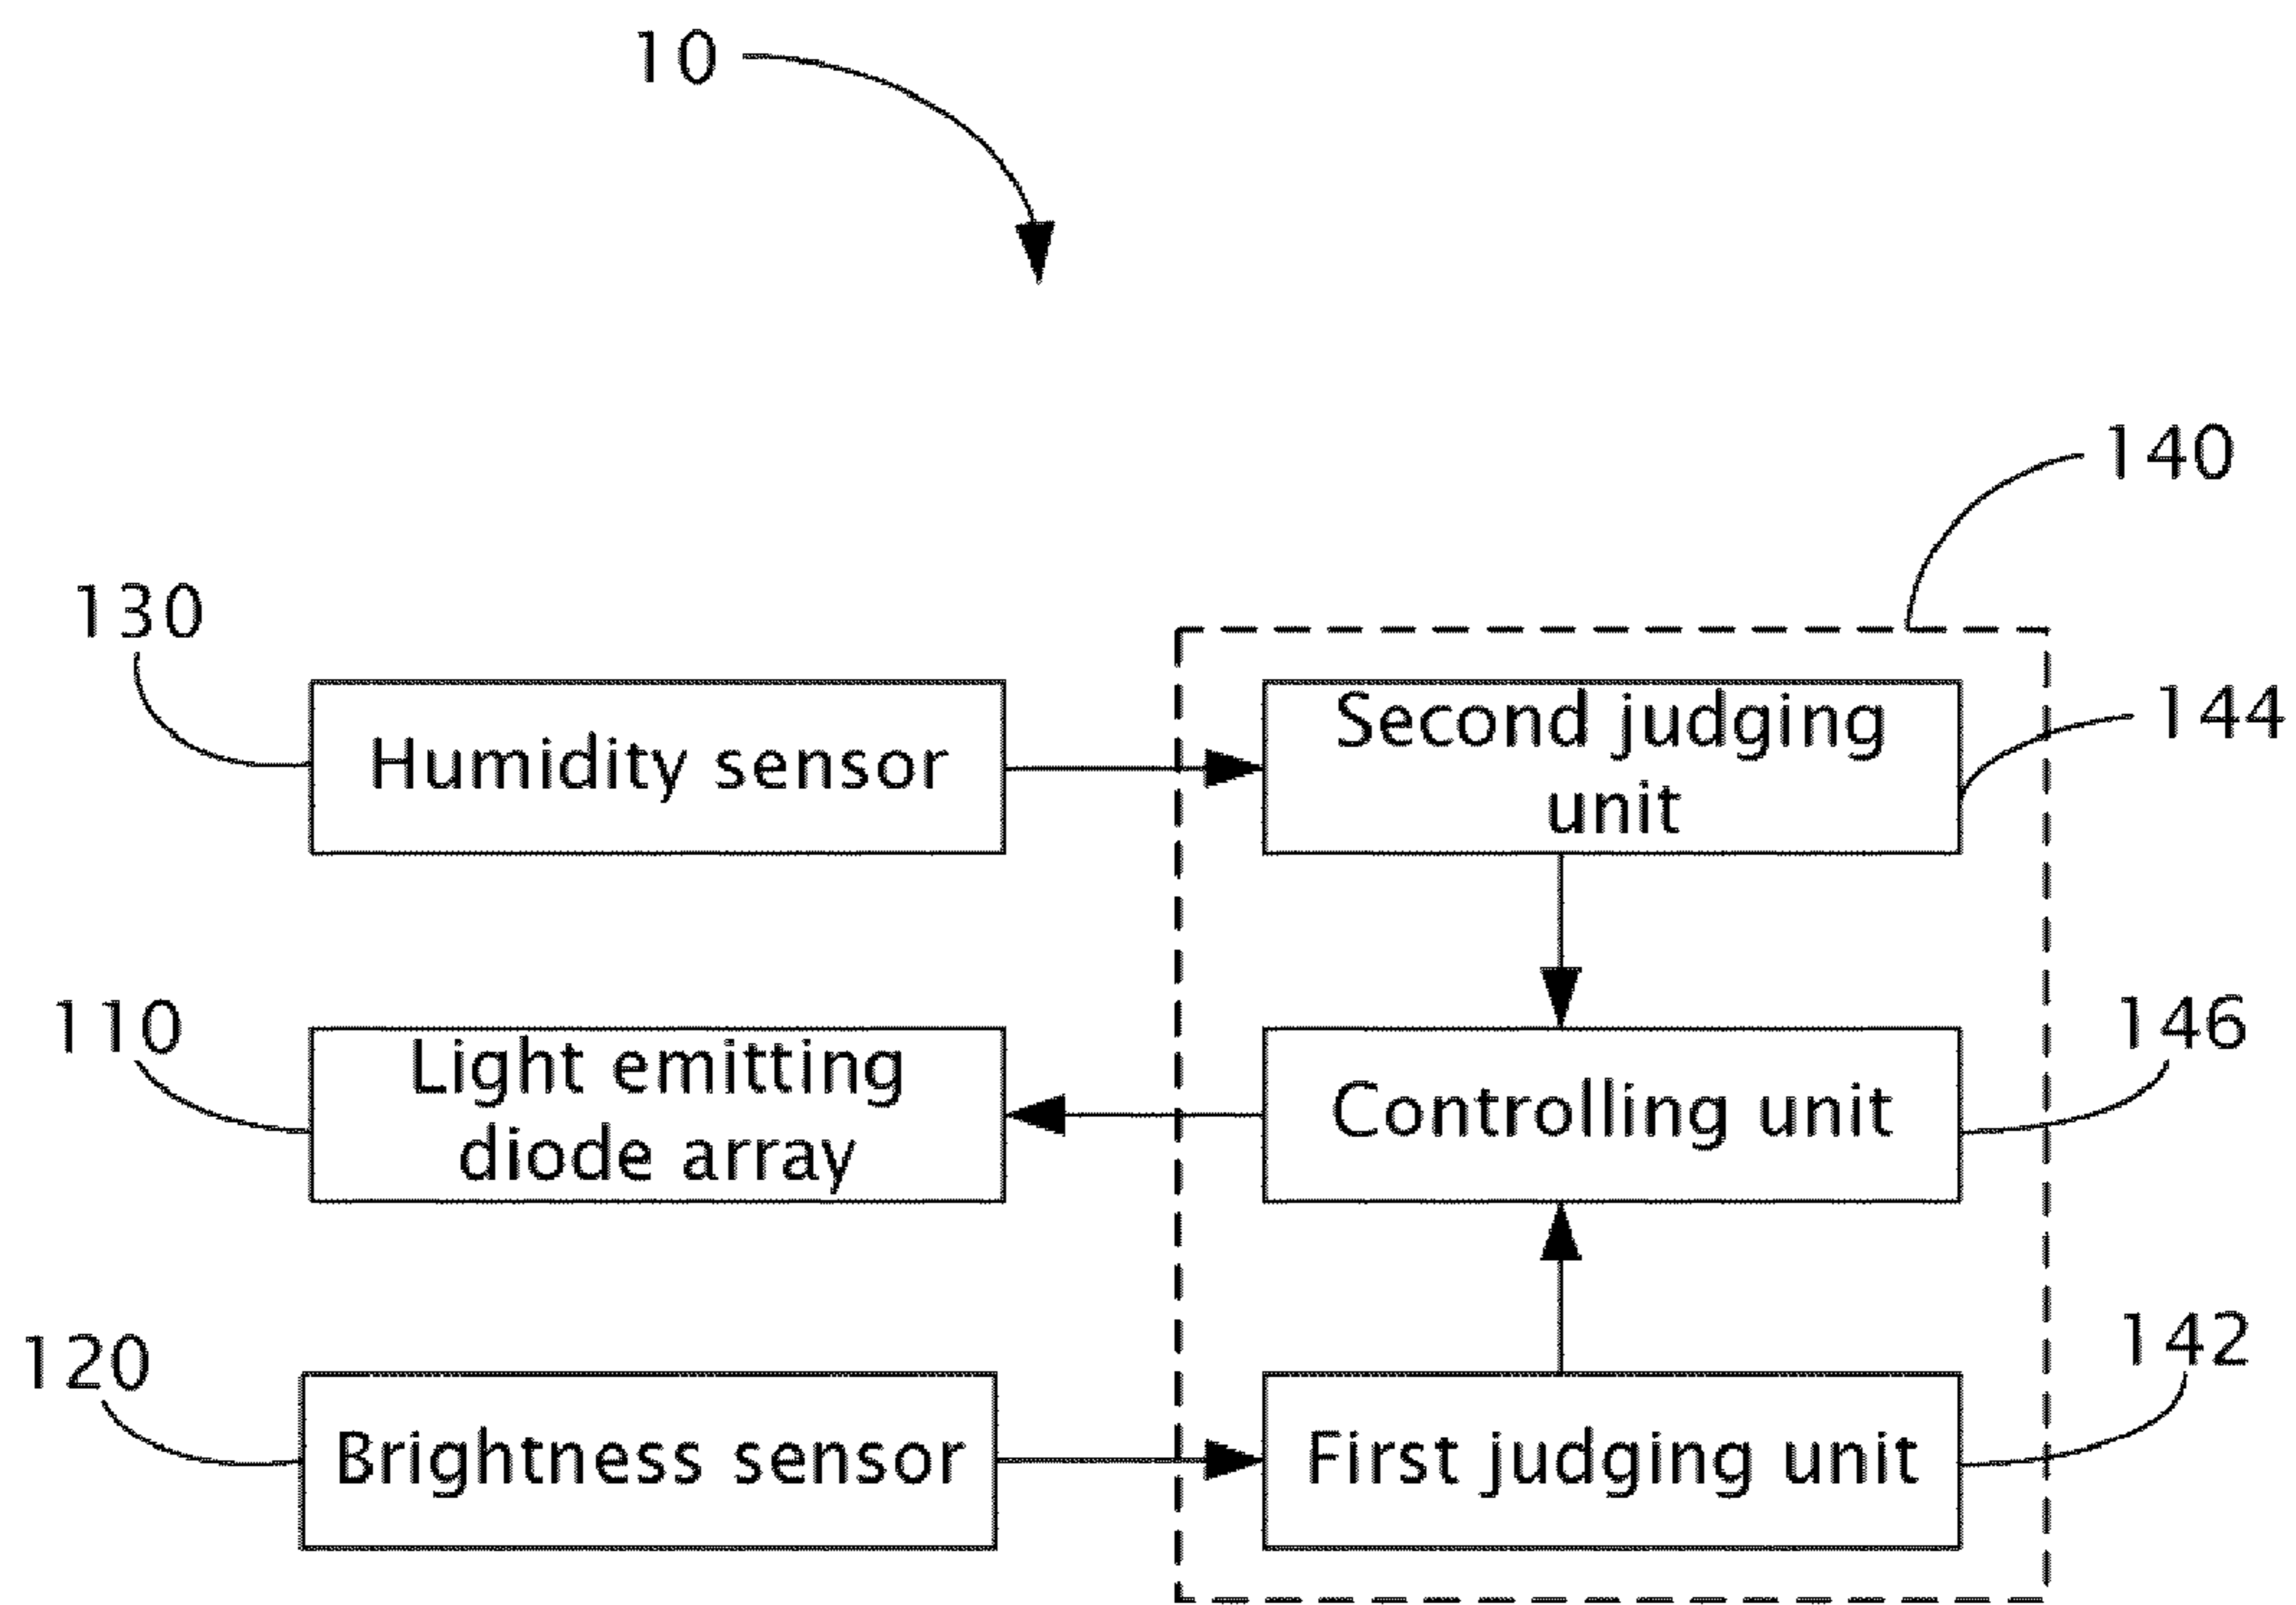 10
140
130
Humidity sensor
Second judging
unit
144
110
Light emitting
diode array
Controlling unit
146
120
Brightness sensor
First judging unit
142